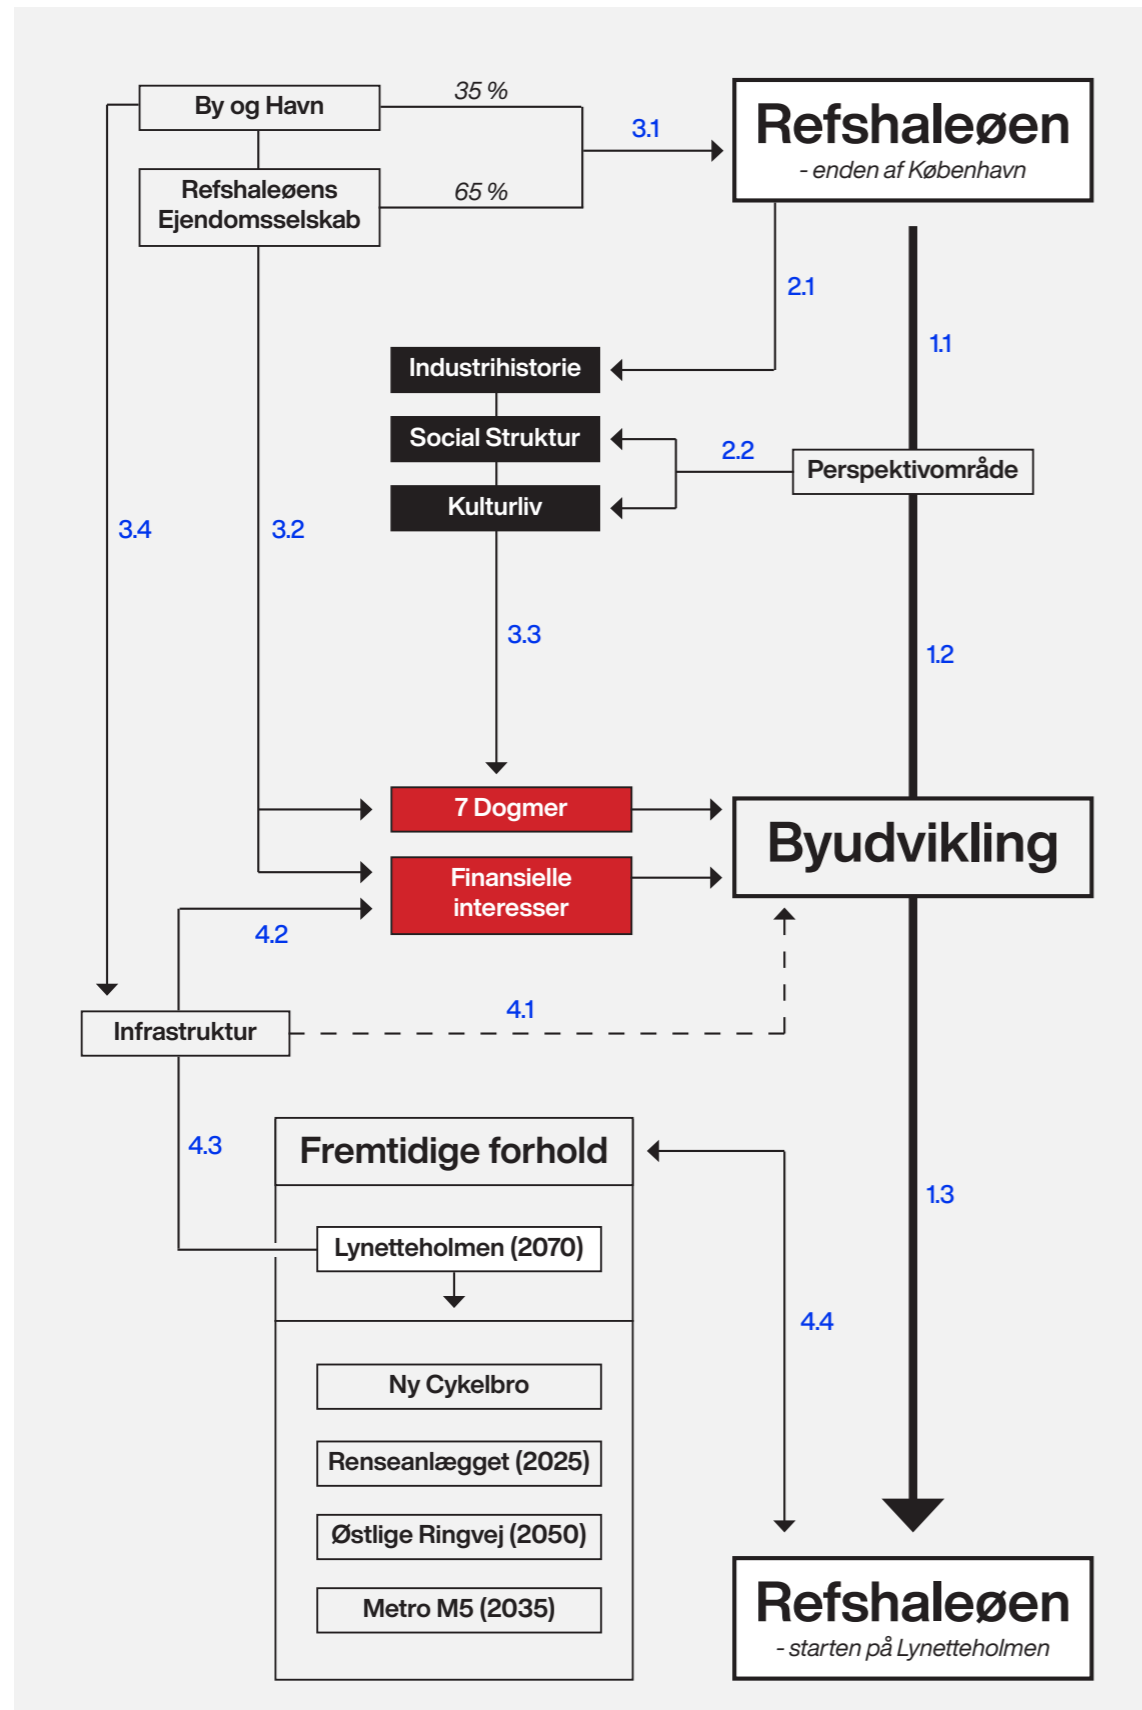 By og Havn
35 %
3.1
Refshaleøen
- enden af København
Refshaleøens
Ejendomsselskab
65 %
2.1
1.1
Industrihistorie
Social Struktur
2.2
Perspektivområde
Kulturliv
3.4
3.2
3.3
1.2
7 Dogmer
Byudvikling
Finansielle
interesser
4.2
4.1
Infrastruktur
4.3
Fremtidige forhold
1.3
Lynetteholmen (2070)
4.4
Ny Cykelbro
Renseanlægget (2025)
Østlige Ringvej (2050)
Metro M5 (2035)
Refshaleøen
- starten på Lynetteholmen